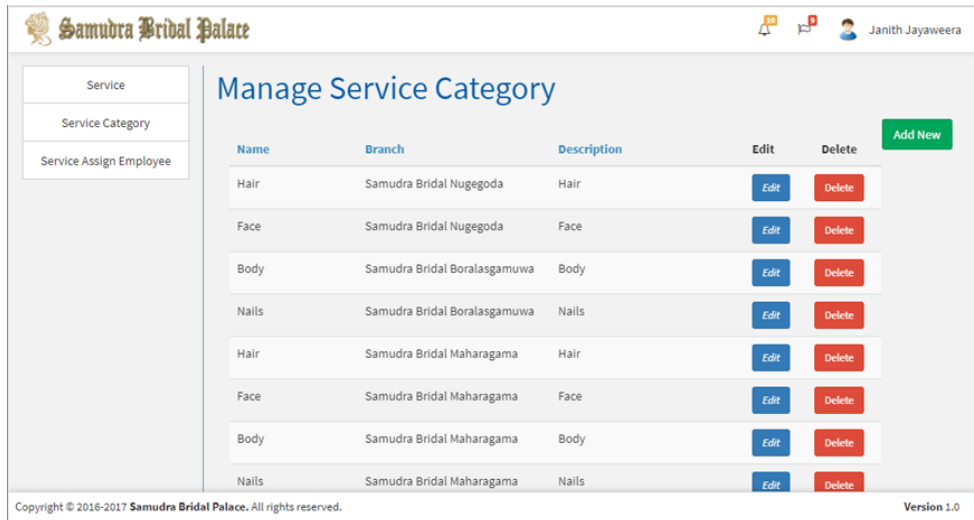 Samudra Bridal Palace
10
9
Janith Jayaweera
Service
Service Category
Service Assign Employee
Manage Service Category
Add New
Name Branch Description Edit Delete
Hair Samudra Bridal Nugegoda Hair Edit Delete
Face Samudra Bridal Nugegoda Face Edit Delete
Body Samudra Bridal Boralasgamuwa Body Edit Delete
Nails Samudra Bridal Boralasgamuwa Nails Edit Delete
Hair Samudra Bridal Maharagama Hair Edit Delete
Face Samudra Bridal Maharagama Face Edit Delete
Body Samudra Bridal Maharagama Body Edit Delete
Nails Samudra Bridal Maharagama Nails Edit Delete
Copyright © 2016-2017 Samudra Bridal Palace. All rights reserved. Version 1.0